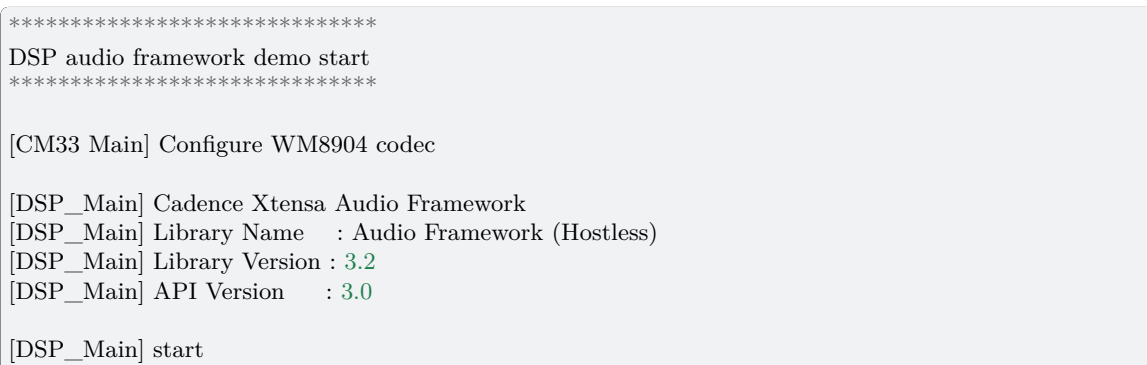 ******************************
DSP audio framework demo start
******************************
[CM33 Main] Configure WM8904 codec
[DSP_Main] Cadence Xtensa Audio Framework
[DSP_Main] Library Name : Audio Framework (Hostless)
[DSP_Main] Library Version : 3.2
[DSP_Main] API Version : 3.0
[DSP_Main] start